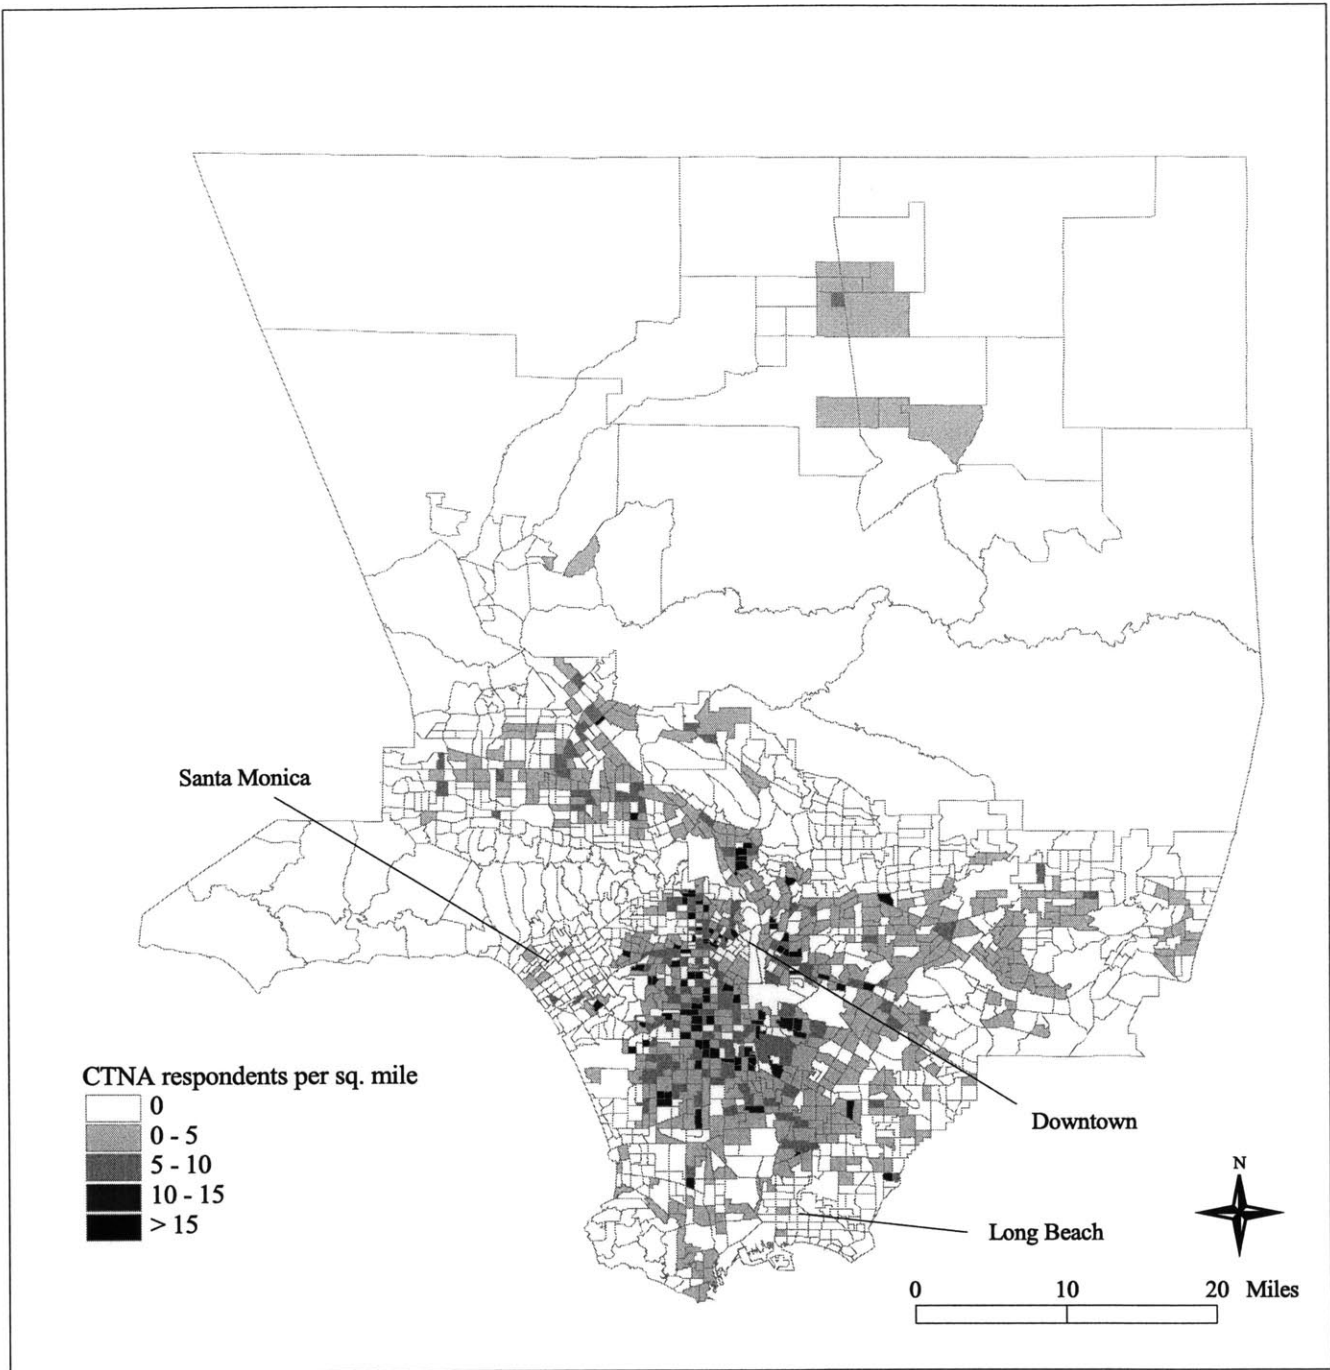 Santa Monica
CTNA respondents per sq. mile
0
0 - 5
5 - 10
10 - 15
> 15
Downtown
Long Beach
N
0 10 20 Miles